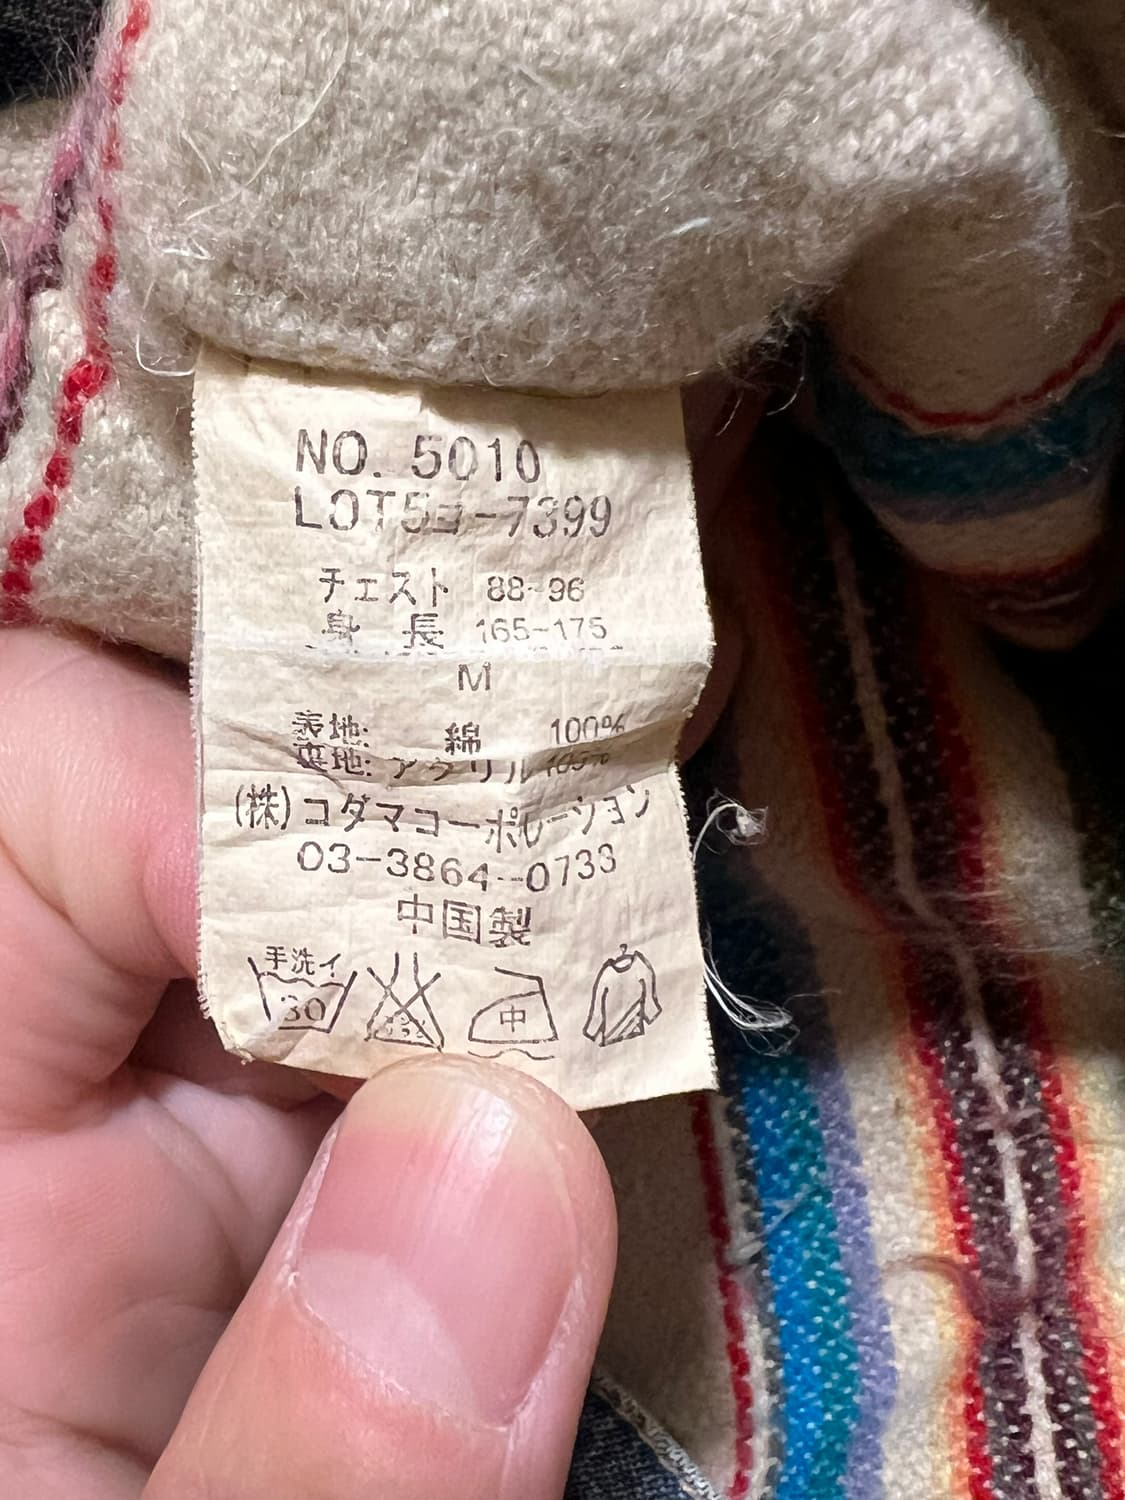 NO. 5010
LOT5コ-7399
チェスト 88-96
身 長 165-175
M
表地: 綿 100%
裏地: アクリル 100%
(株)コダマコーポレーション
03-3864-0733
中国製
手洗イ
30
中